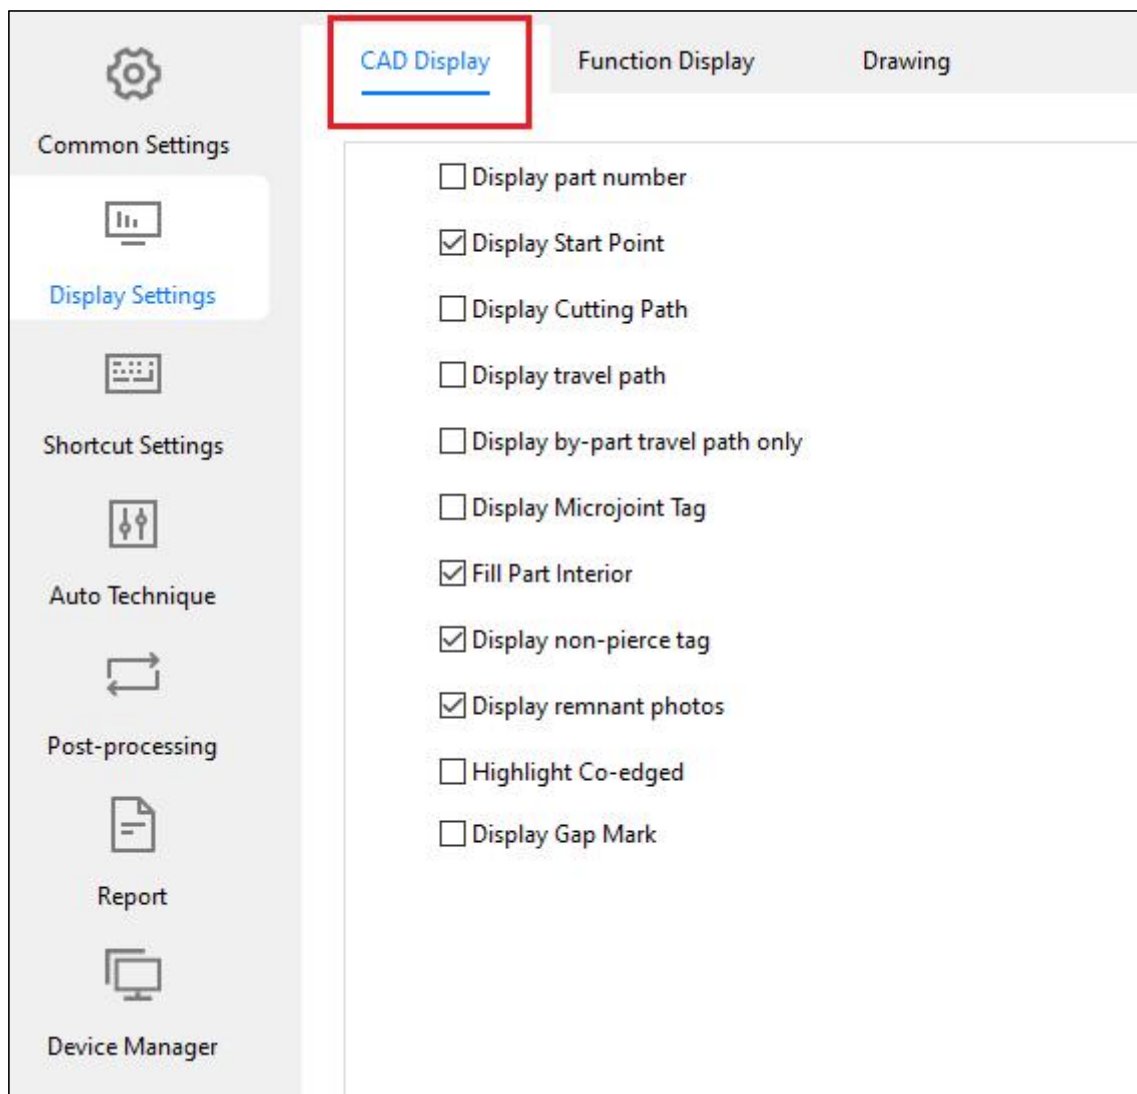 CAD Display
Function Display
Drawing
Common Settings
Display Settings
Shortcut Settings
Auto Technique
Post-processing
Report
Device Manager
Display part number
Display Start Point
Display Cutting Path
Display travel path
Display by-part travel path only
Display Microjoint Tag
Fill Part Interior
Display non-pierce tag
Display remnant photos
Highlight Co-edged
Display Gap Mark